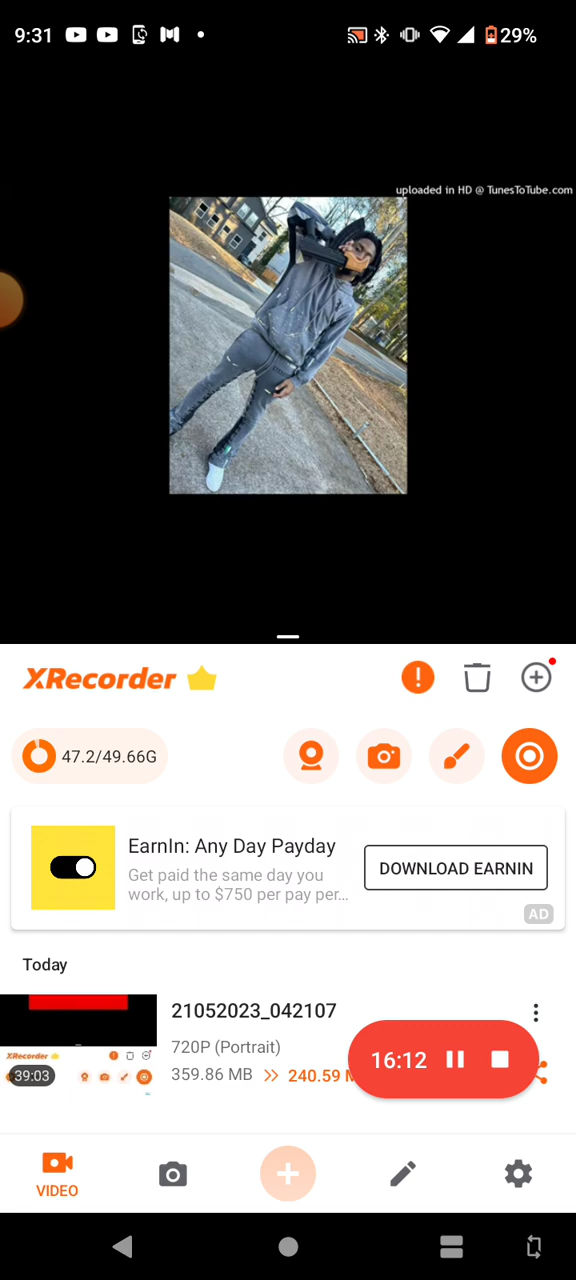 9:31
29%
uploaded in HD @ TunesToTube.com
XRecorder
47.2/49.66G
EarnIn: Any Day Payday
Get paid the same day you
work, up to $750 per pay per...
DOWNLOAD EARNIN
AD
Today
21052023_042107
720P (Portrait)
359.86 MB >> 240.59 M
39:03
XRecorder
16:12
VIDEO